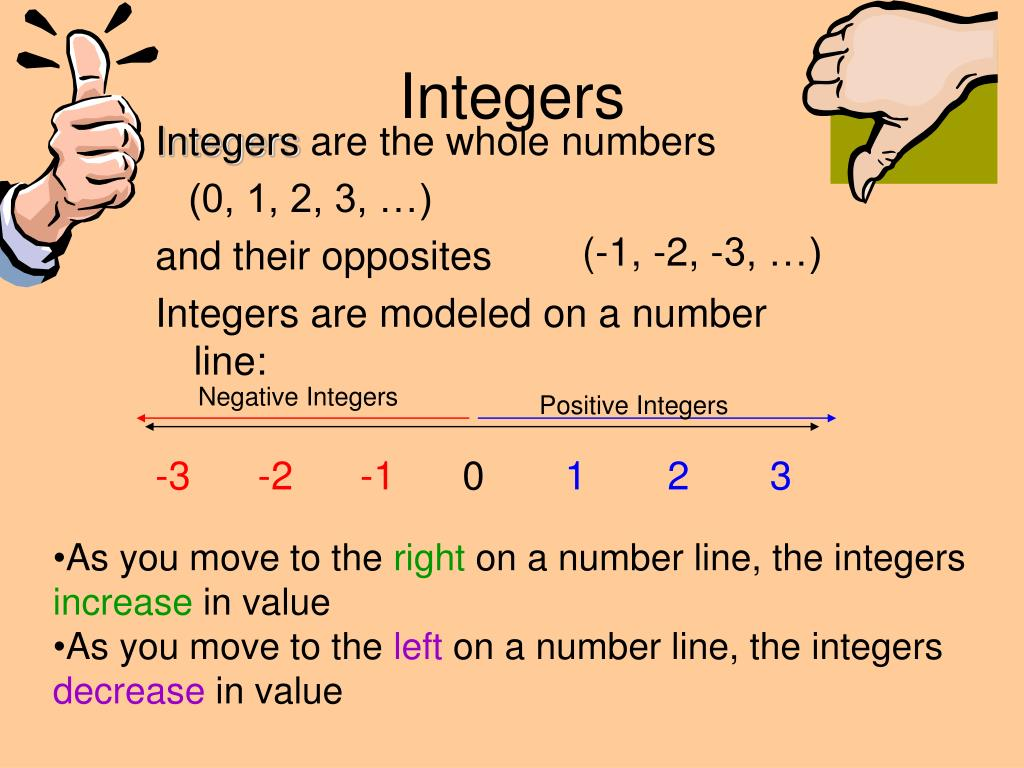 Integers
Integers are the whole numbers
(0, 1, 2, 3, …)
and their opposites (-1, -2, -3, …)
Integers are modeled on a number
line:
Negative Integers Positive Integers
-3 -2 -1 0 1 2 3
•As you move to the right on a number line, the integers
increase in value
•As you move to the left on a number line, the integers
decrease in value